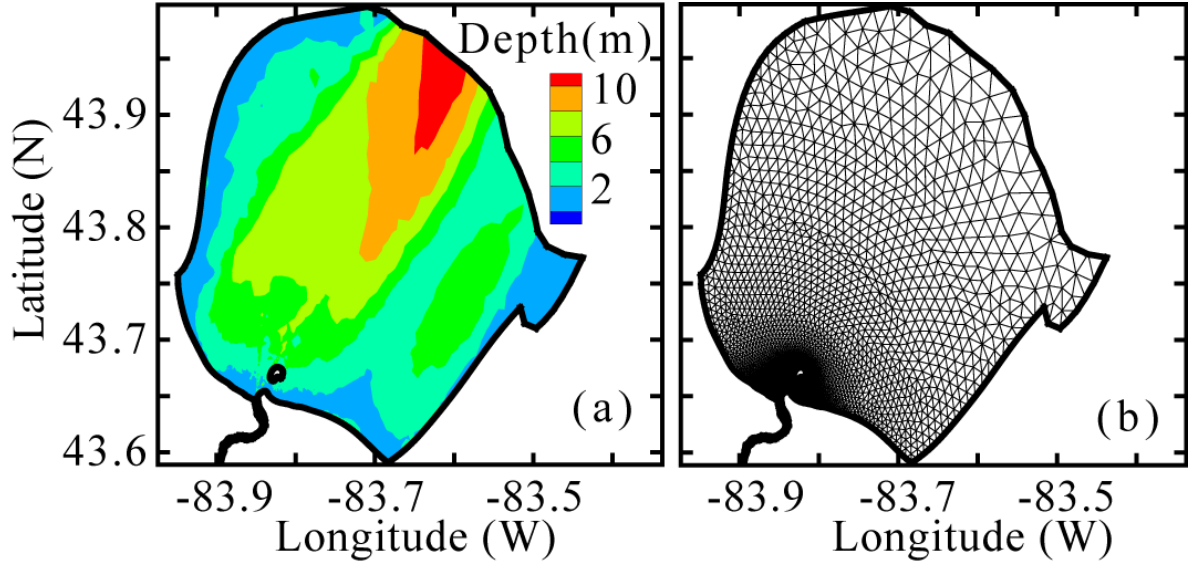 Depth(m)
10
6
2
43.9
43.8
43.7
43.6
Latitude (N)
(a)
(b)
-83.9 -83.7 -83.5
-83.9 -83.7 -83.5
Longitude (W)
Longitude (W)